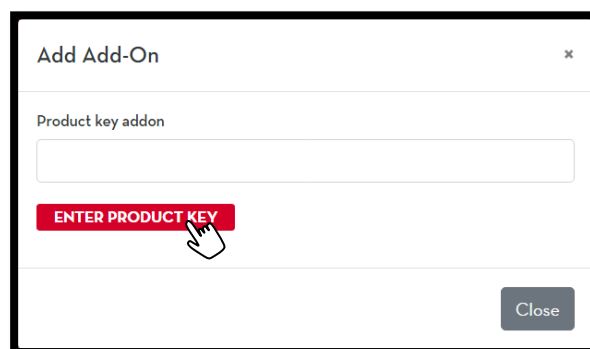 Add Add-On
×
Product key addon
ENTER PRODUCT KEY
Close